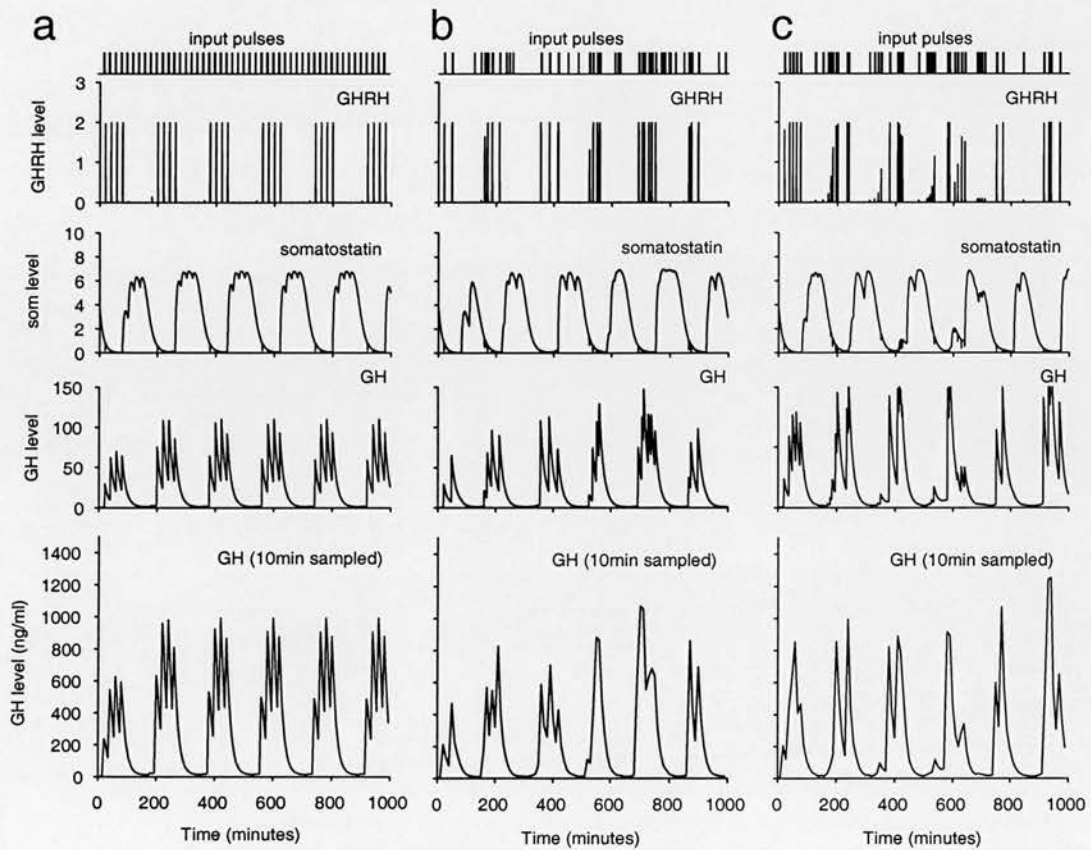 a b c
input pulses input pulses input pulses
GHRH GHRH GHRH
GHRH level
3
2
1
0
somatostatin somatostatin somatostatin
som level
10
8
6
4
2
0
GH GH GH
GH level
150
100
50
0
GH (10min sampled) GH (10min sampled) GH (10min sampled)
GH level (ng/ml)
1400
1200
1000
800
600
400
200
0
0 200 400 600 800 1000 0 200 400 600 800 1000 0 200 400 600 800 1000
Time (minutes) Time (minutes) Time (minutes)